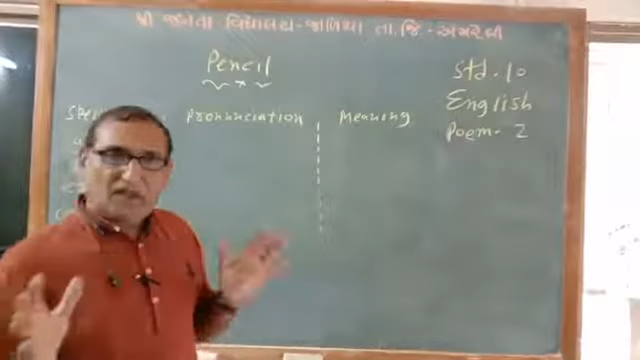 શ્રી જનતા વિદ્યાલય - જાળિયા તા.જિ. - અમરેલી
Pencil
Std. 10
English
Poem - 2
Pronunciation
Meaning